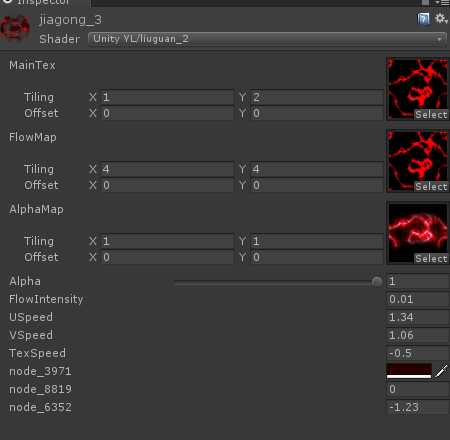 Inspector
jiagong_3
Shader Unity YL/liuguan_2
MainTex
Tiling X 1 Y 2
Offset X 0 Y 0
Select
FlowMap
Tiling X 4 Y 4
Offset X 0 Y 0
Select
AlphaMap
Tiling X 1 Y 1
Offset X 0 Y 0
Select
Alpha 1
FlowIntensity 0.01
USpeed 1.34
VSpeed 1.06
TexSpeed -0.5
node_3971
node_8819 0
node_6352 -1.23